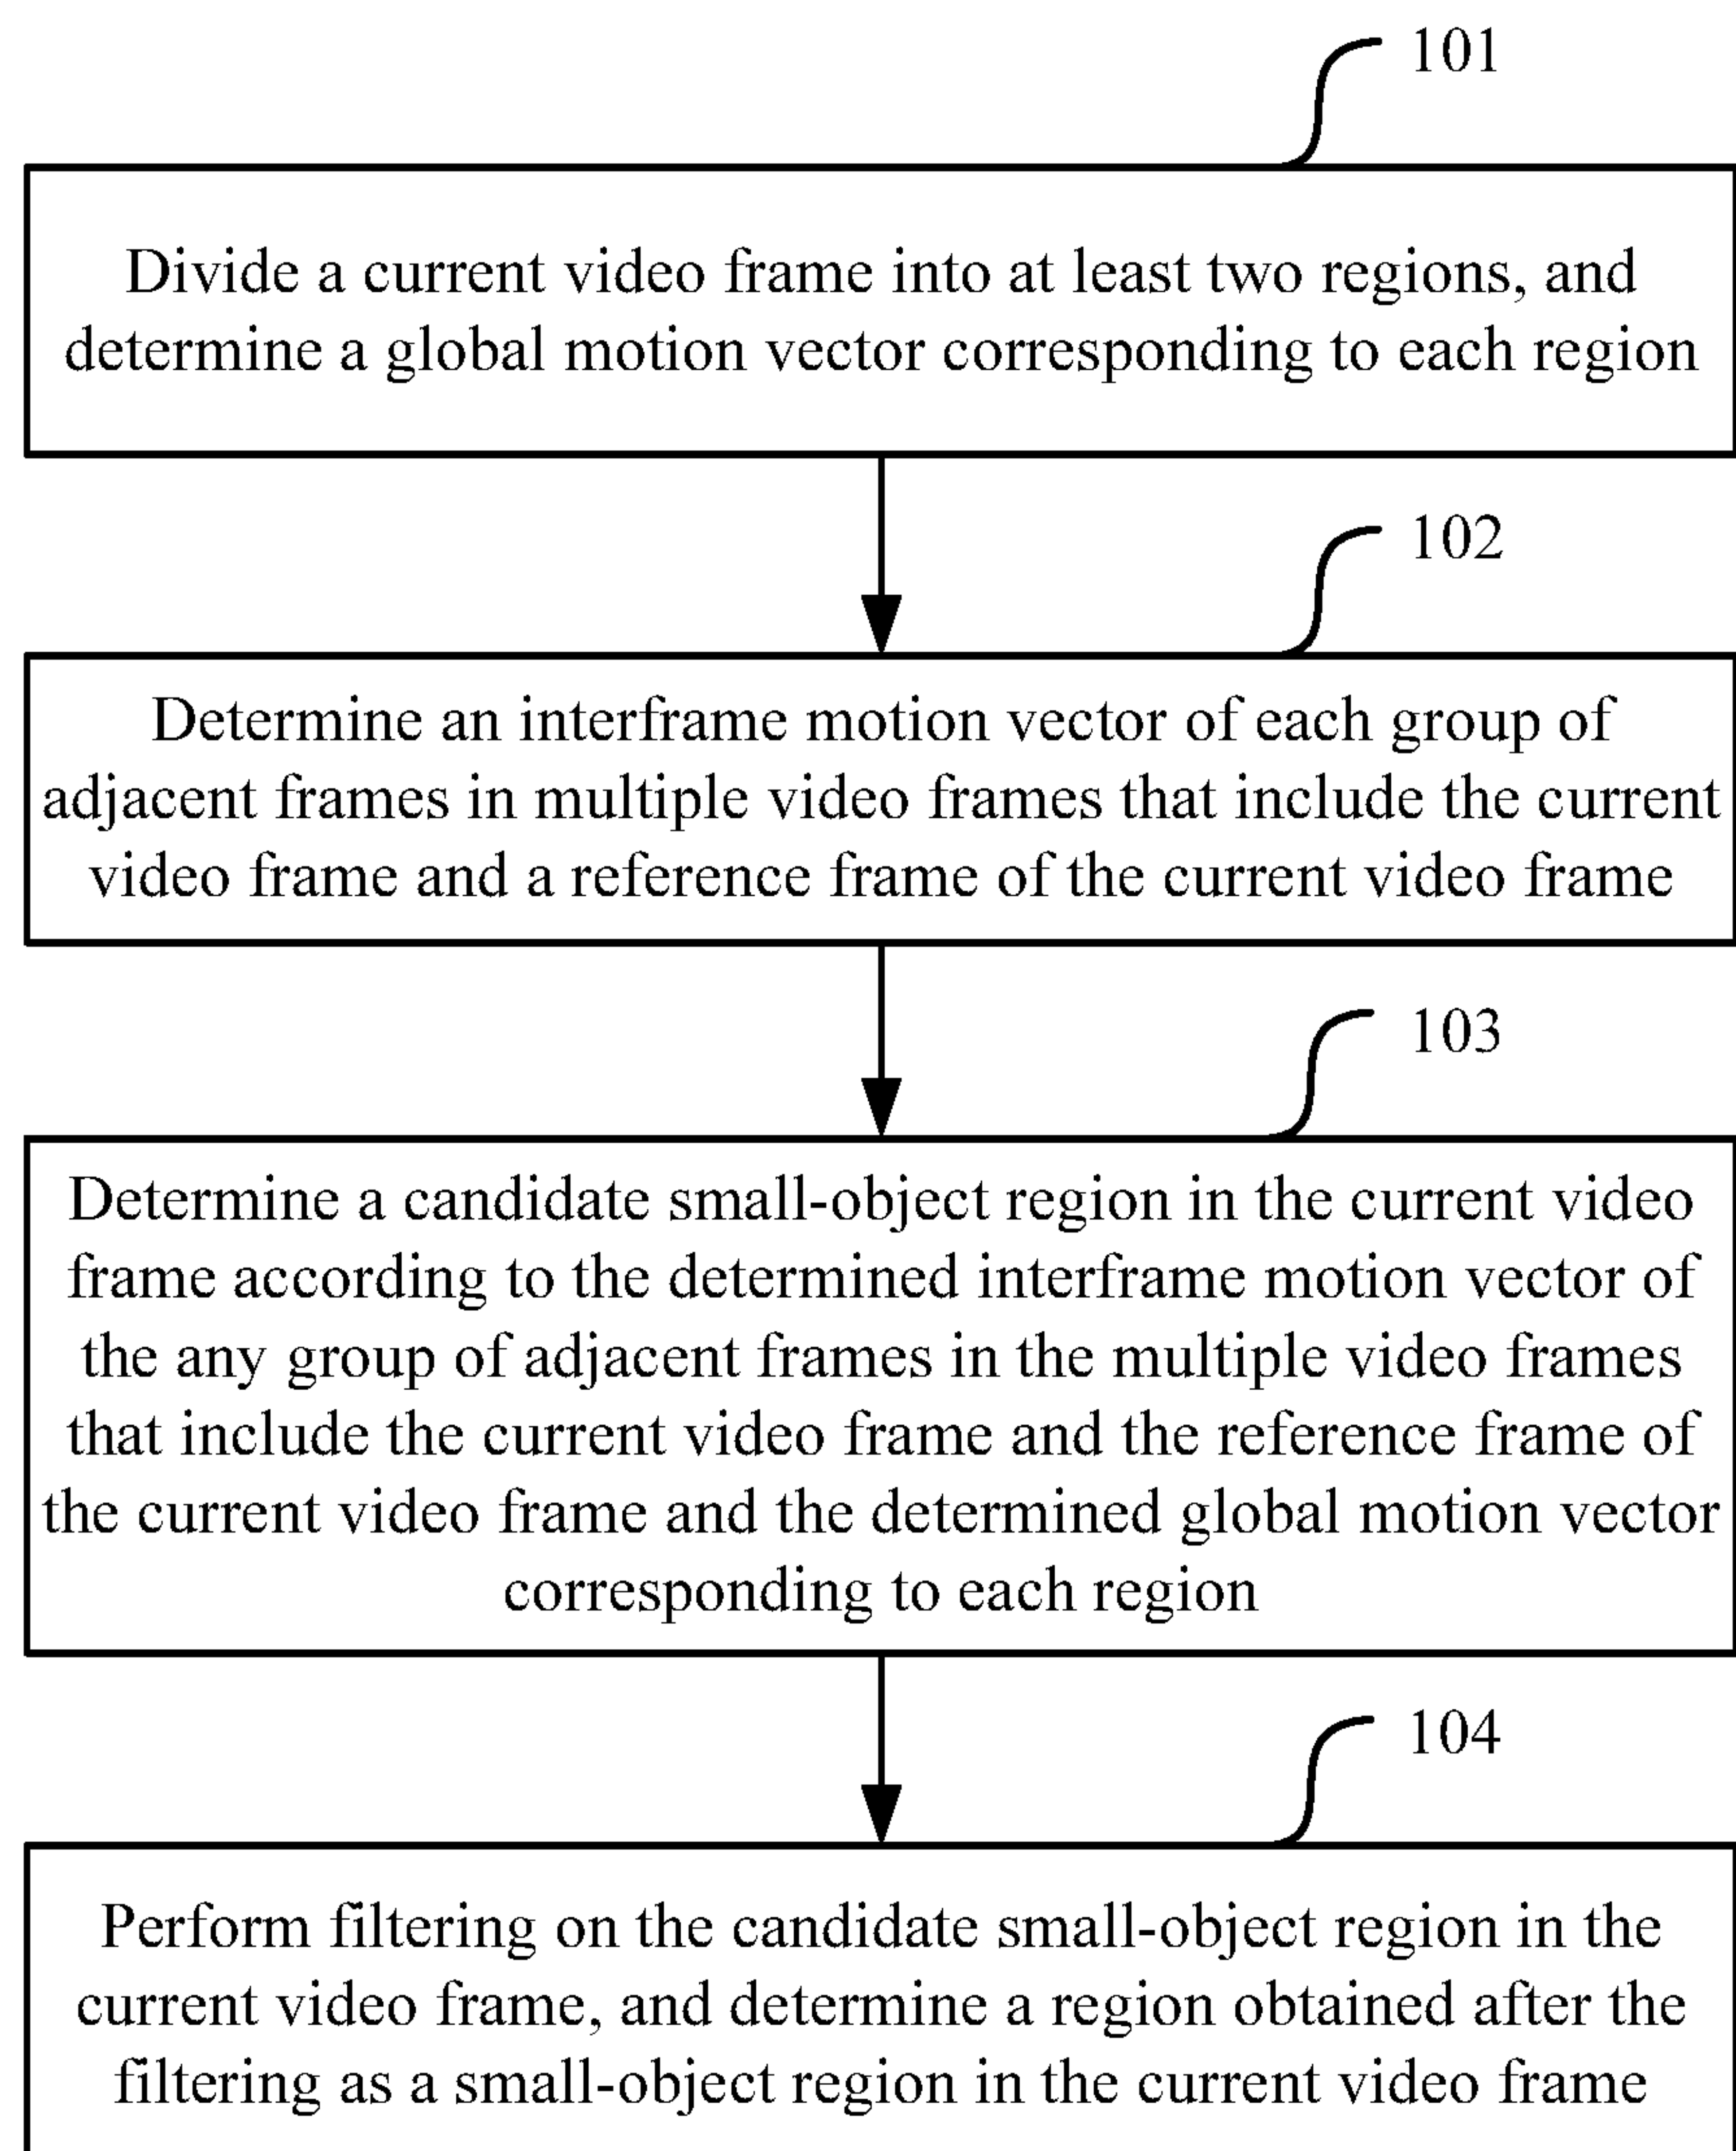 101
Divide a current video frame into at least two regions, and
determine a global motion vector corresponding to each region
102
Determine an interframe motion vector of each group of
adjacent frames in multiple video frames that include the current
video frame and a reference frame of the current video frame
103
Determine a candidate small-object region in the current video
frame according to the determined interframe motion vector of
the any group of adjacent frames in the multiple video frames
that include the current video frame and the reference frame of
the current video frame and the determined global motion vector
corresponding to each region
104
Perform filtering on the candidate small-object region in the
current video frame, and determine a region obtained after the
filtering as a small-object region in the current video frame